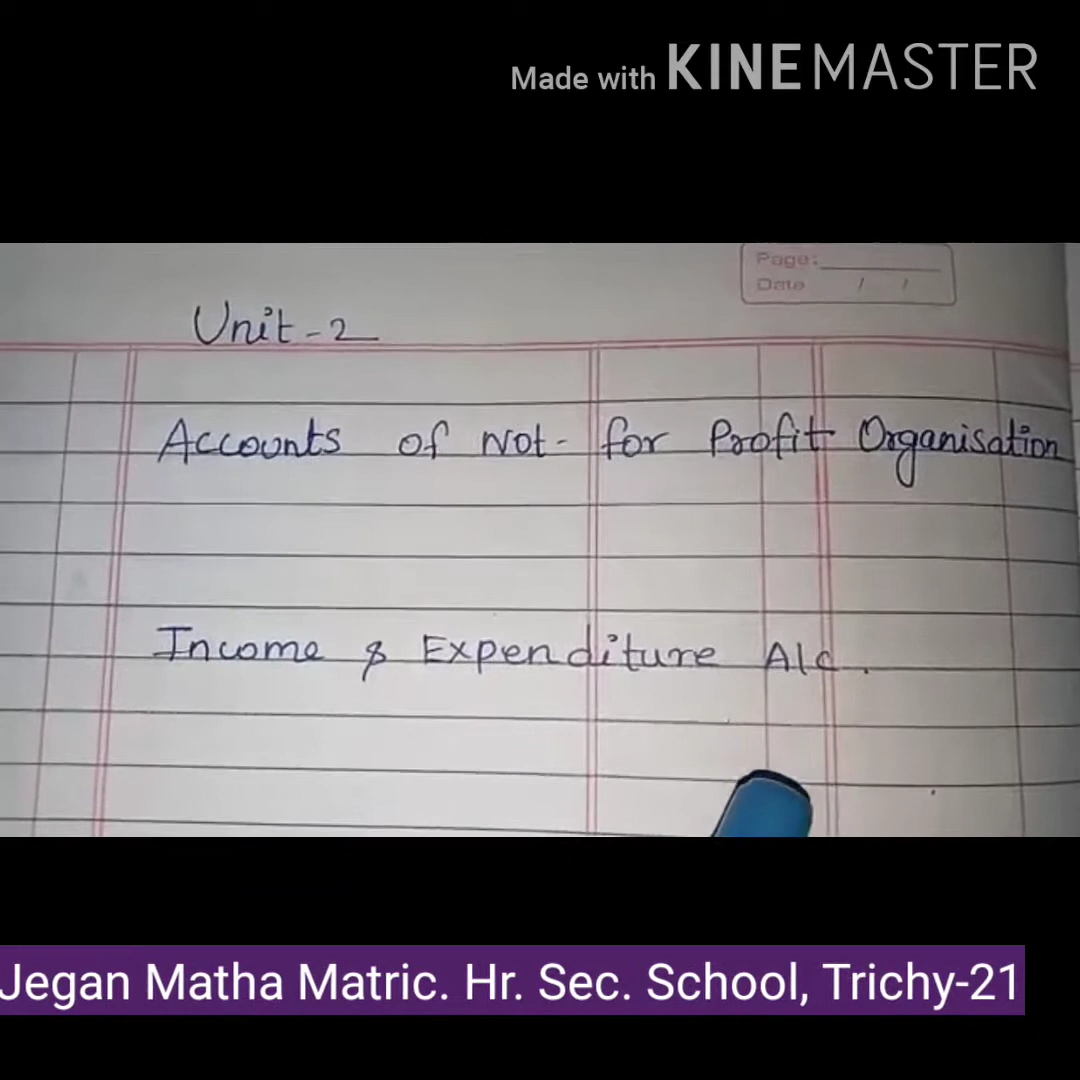 Made with KINEMASTER
Page:
Date / /
Unit - 2
Accounts of Not - for Profit Organisation
Income & Expenditure A/c.
Jegan Matha Matric. Hr. Sec. School, Trichy-21